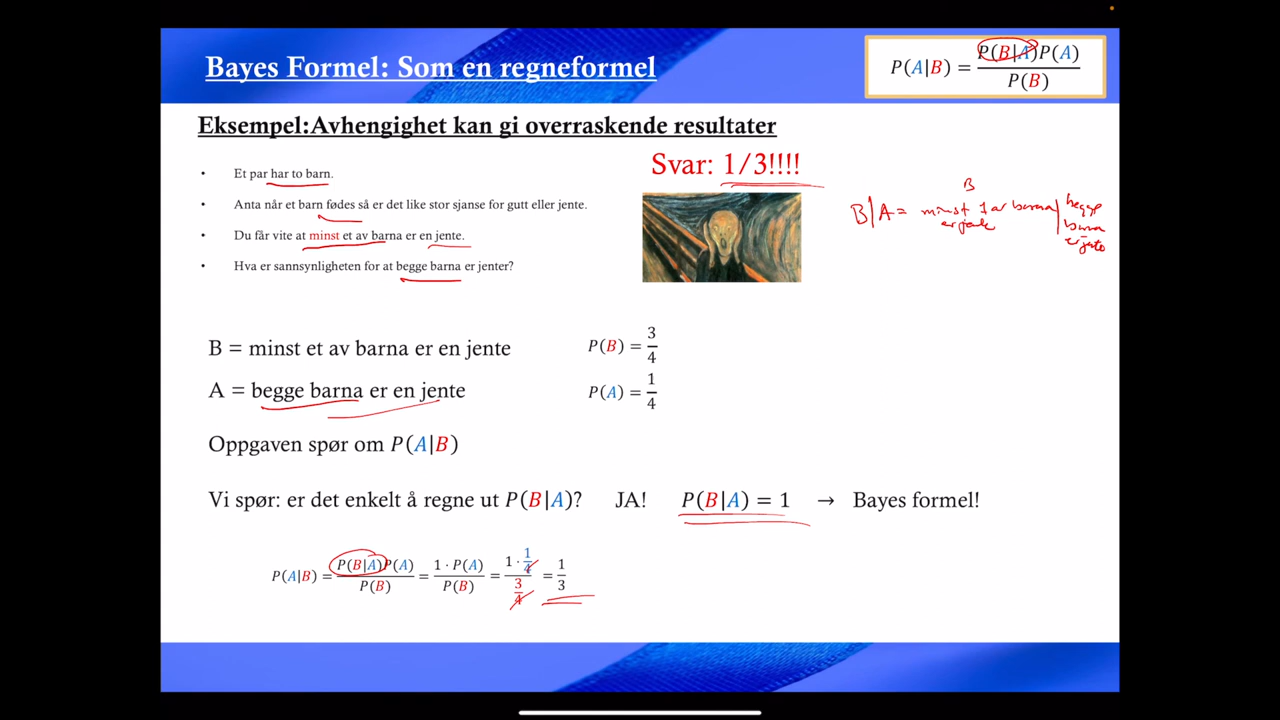 Bayes Formel: Som en regneformel
P(A|B) = P(B|A)P(A) / P(B)
Eksempel:Avhengighet kan gi overraskende resultater
• Et par har to barn.
• Anta når et barn fødes så er det like stor sjanse for gutt eller jente.
• Du får vite at minst et av barna er en jente.
• Hva er sannsynligheten for at begge barna er jenter?
Svar: 1/3!!!!
B
B|A = minst 1 av barna | begge
er jente barna
er jente
B = minst et av barna er en jente P(B) = 3/4
A = begge barna er en jente P(A) = 1/4
Oppgaven spør om P(A|B)
Vi spør: er det enkelt å regne ut P(B|A)? JA! P(B|A) = 1 → Bayes formel!
P(A|B) = P(B|A)P(A) / P(B) = 1 · P(A) / P(B) = 1 · 1/4 / 3/4 = 1/3